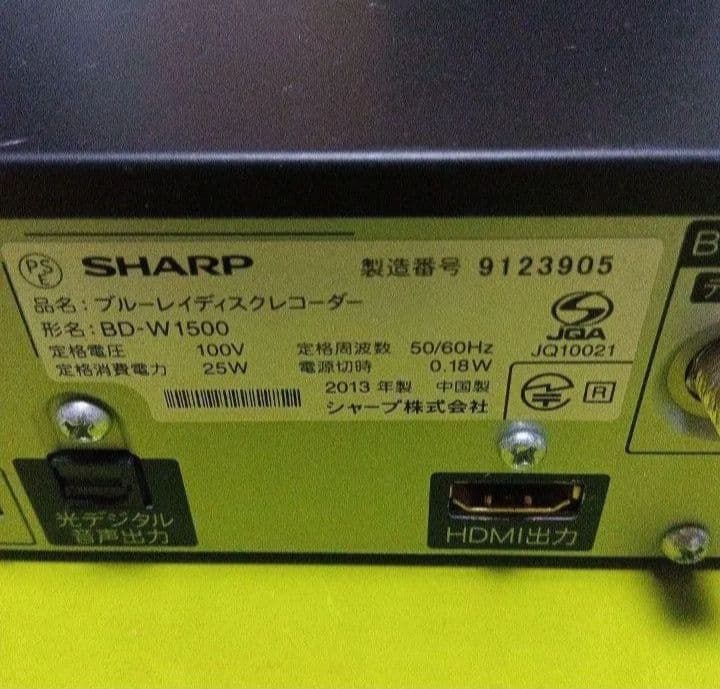 PSE SHARP 製造番号 9123905
品名：ブルーレイディスクレコーダー
形名：BD-W1500
定格電圧 100V 定格周波数 50/60Hz
定格消費電力 25W 電源切時 0.18W
2013 年製 中国製
シャープ株式会社
JQA
JQ10021
R
B
デ
光デジタル
音声出力
HDMI出力